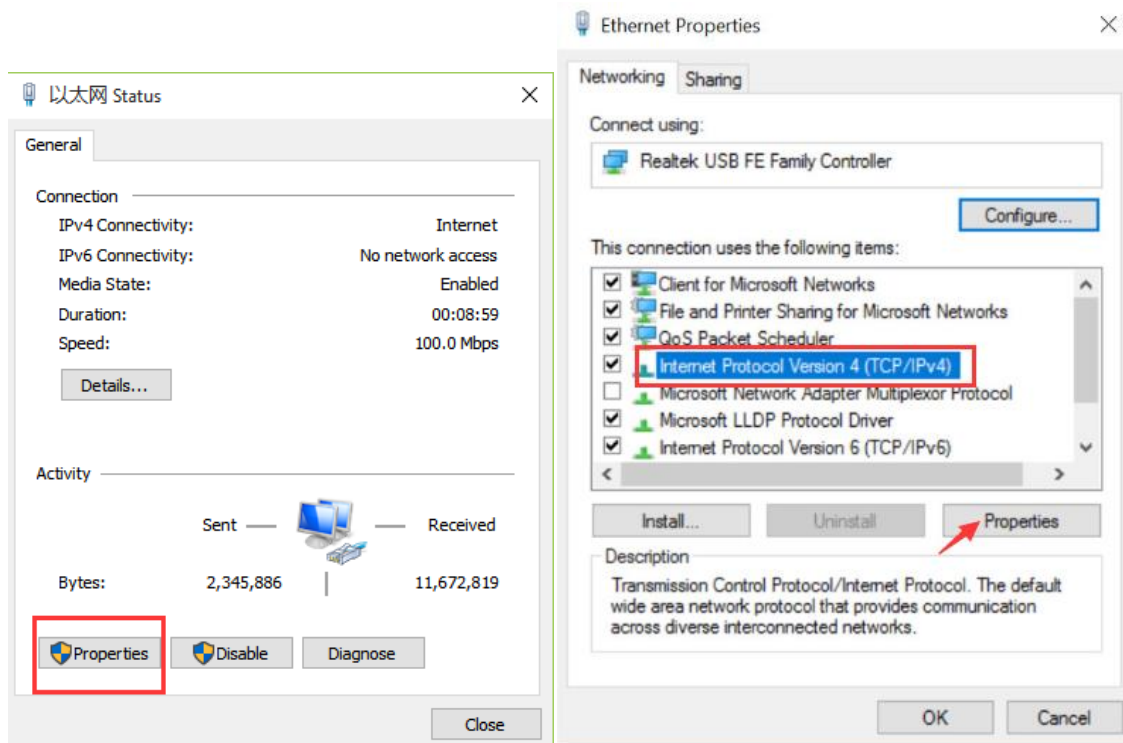 以太网 Status
General
Connection
IPv4 Connectivity: Internet
IPv6 Connectivity: No network access
Media State: Enabled
Duration: 00:08:59
Speed: 100.0 Mbps
Details...
Activity
Sent Received
Bytes: 2,345,886 11,672,819
Properties Disable Diagnose
Close
Ethernet Properties
Networking Sharing
Connect using:
Realtek USB FE Family Controller
Configure...
This connection uses the following items:
Client for Microsoft Networks
File and Printer Sharing for Microsoft Networks
QoS Packet Scheduler
Internet Protocol Version 4 (TCP/IPv4)
Microsoft Network Adapter Multiplexor Protocol
Microsoft LLDP Protocol Driver
Internet Protocol Version 6 (TCP/IPv6)
Install... Uninstall Properties
Description
Transmission Control Protocol/Internet Protocol. The default
wide area network protocol that provides communication
across diverse interconnected networks.
OK Cancel